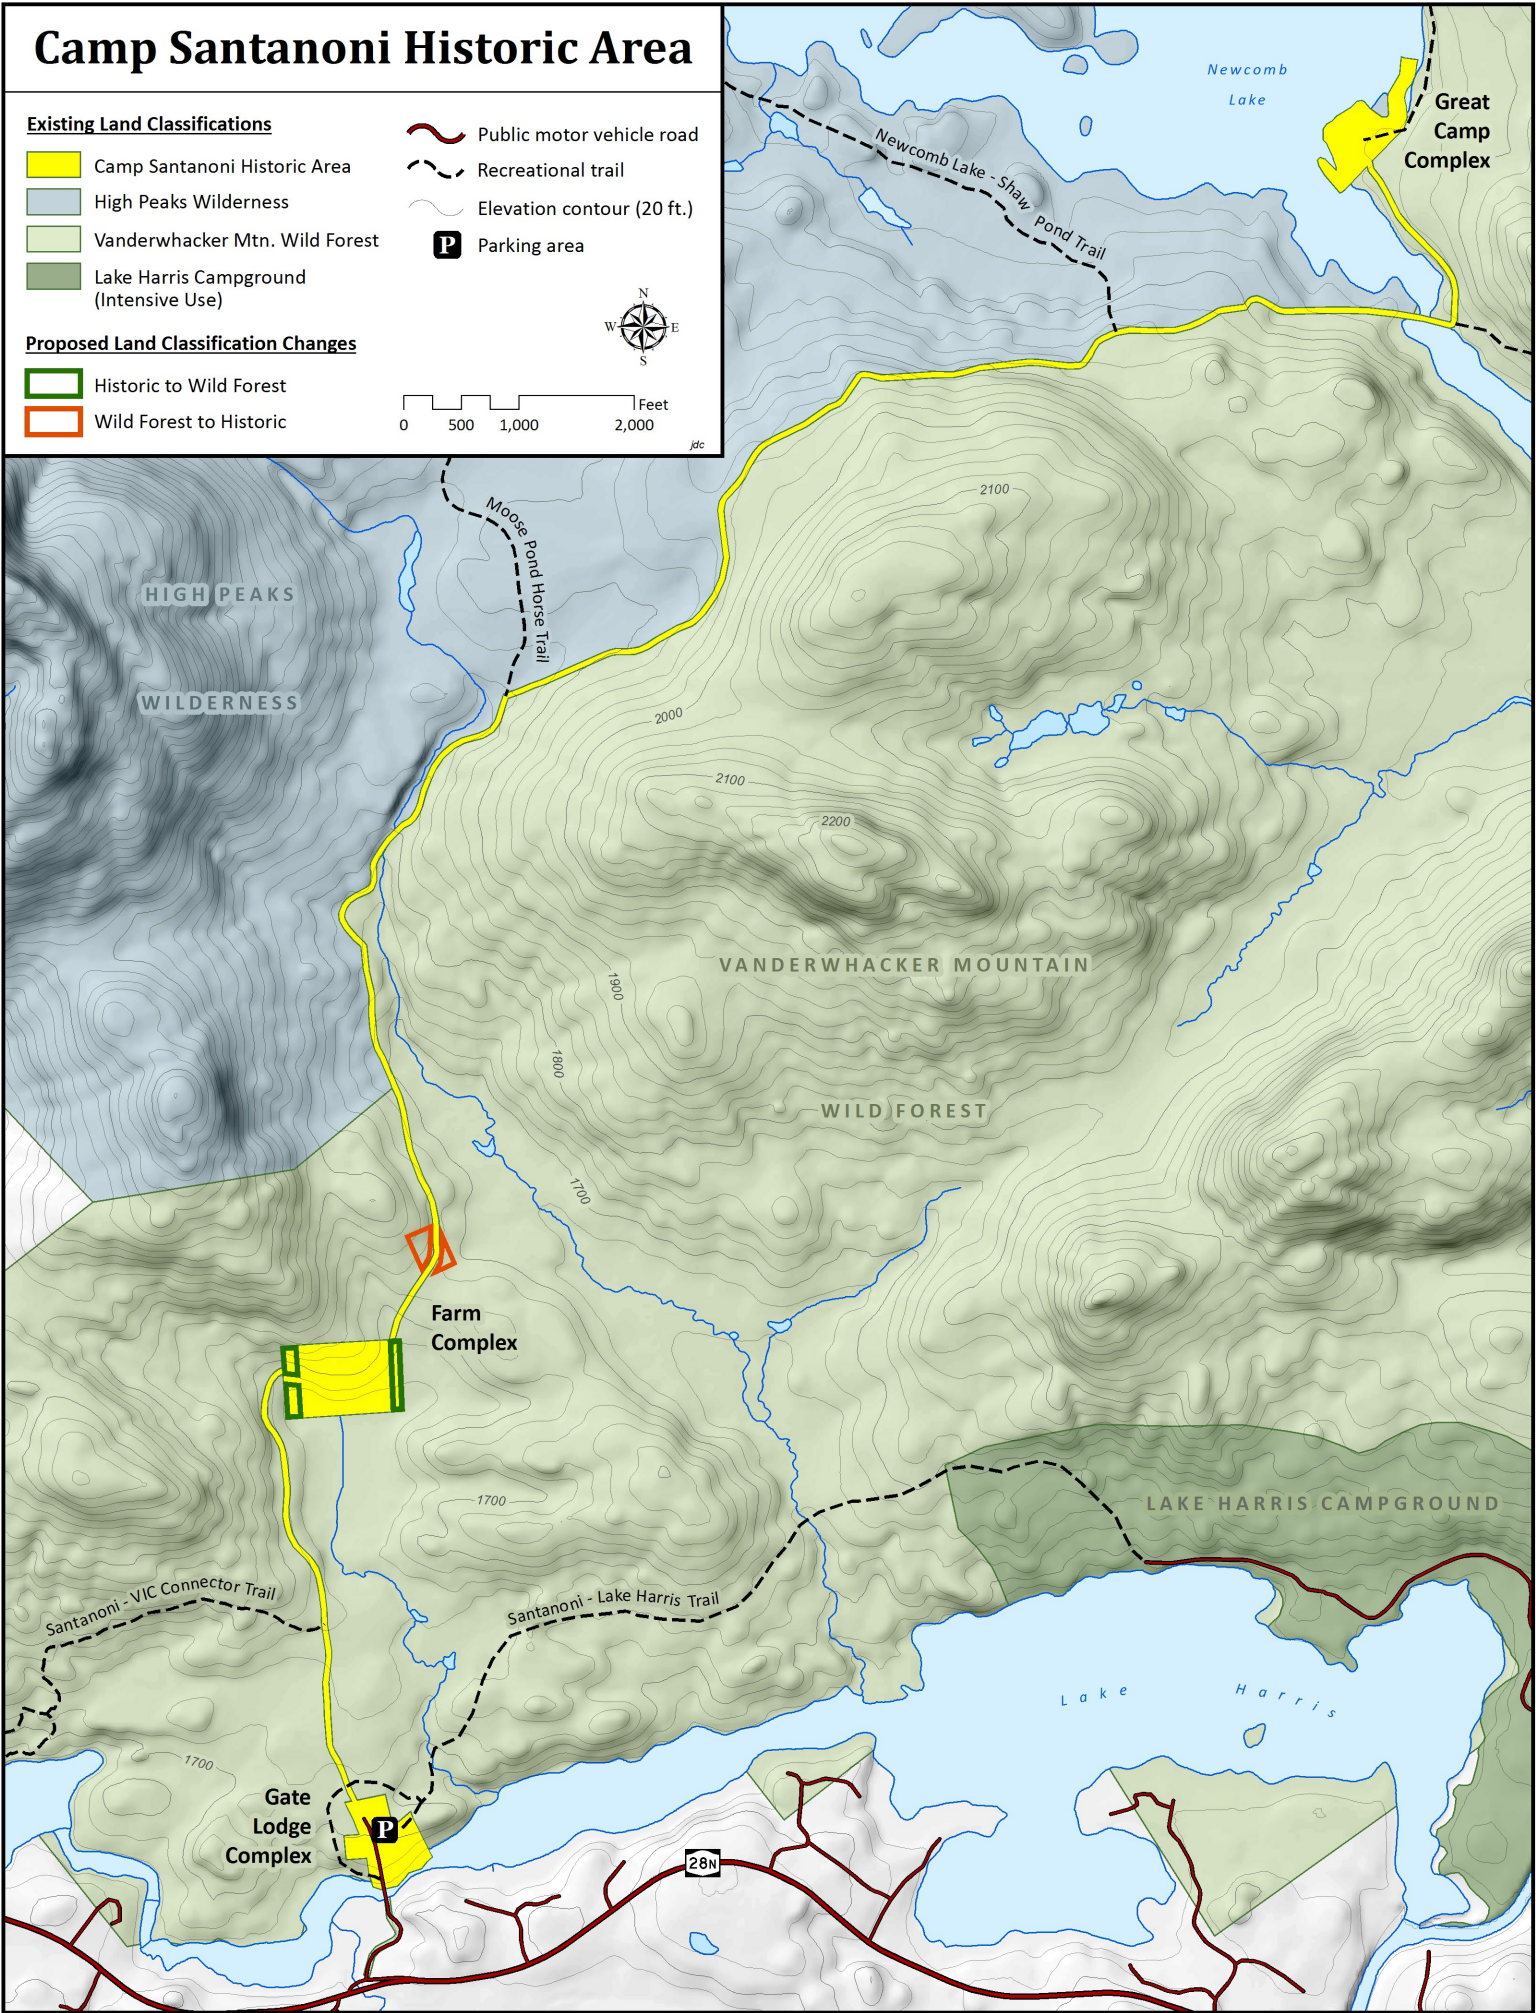 Camp Santanoni Historic Area
Existing Land Classifications
Camp Santanoni Historic Area
High Peaks Wilderness
Vanderwhacker Mtn. Wild Forest
Lake Harris Campground
(Intensive Use)
Proposed Land Classification Changes
Historic to Wild Forest
Wild Forest to Historic
Public motor vehicle road
Recreational trail
Elevation contour (20 ft.)
P
Parking area
N
W
E
S
Feet
0
500
1,000
2,000
jdc
Newcomb
Lake
Great
Camp
Complex
Newcomb Lake - Shaw Pond Trail
2100
Moose Pond Horse Trail
HIGH PEAKS
WILDERNESS
2000
2100
2200
VANDERWHACKER MOUNTAIN
1900
1800
WILD FOREST
1700
Farm
Complex
1700
LAKE HARRIS CAMPGROUND
Santanoni - VIC Connector Trail
Santanoni - Lake Harris Trail
Lake Harris
1700
Gate
Lodge
Complex
P
28N